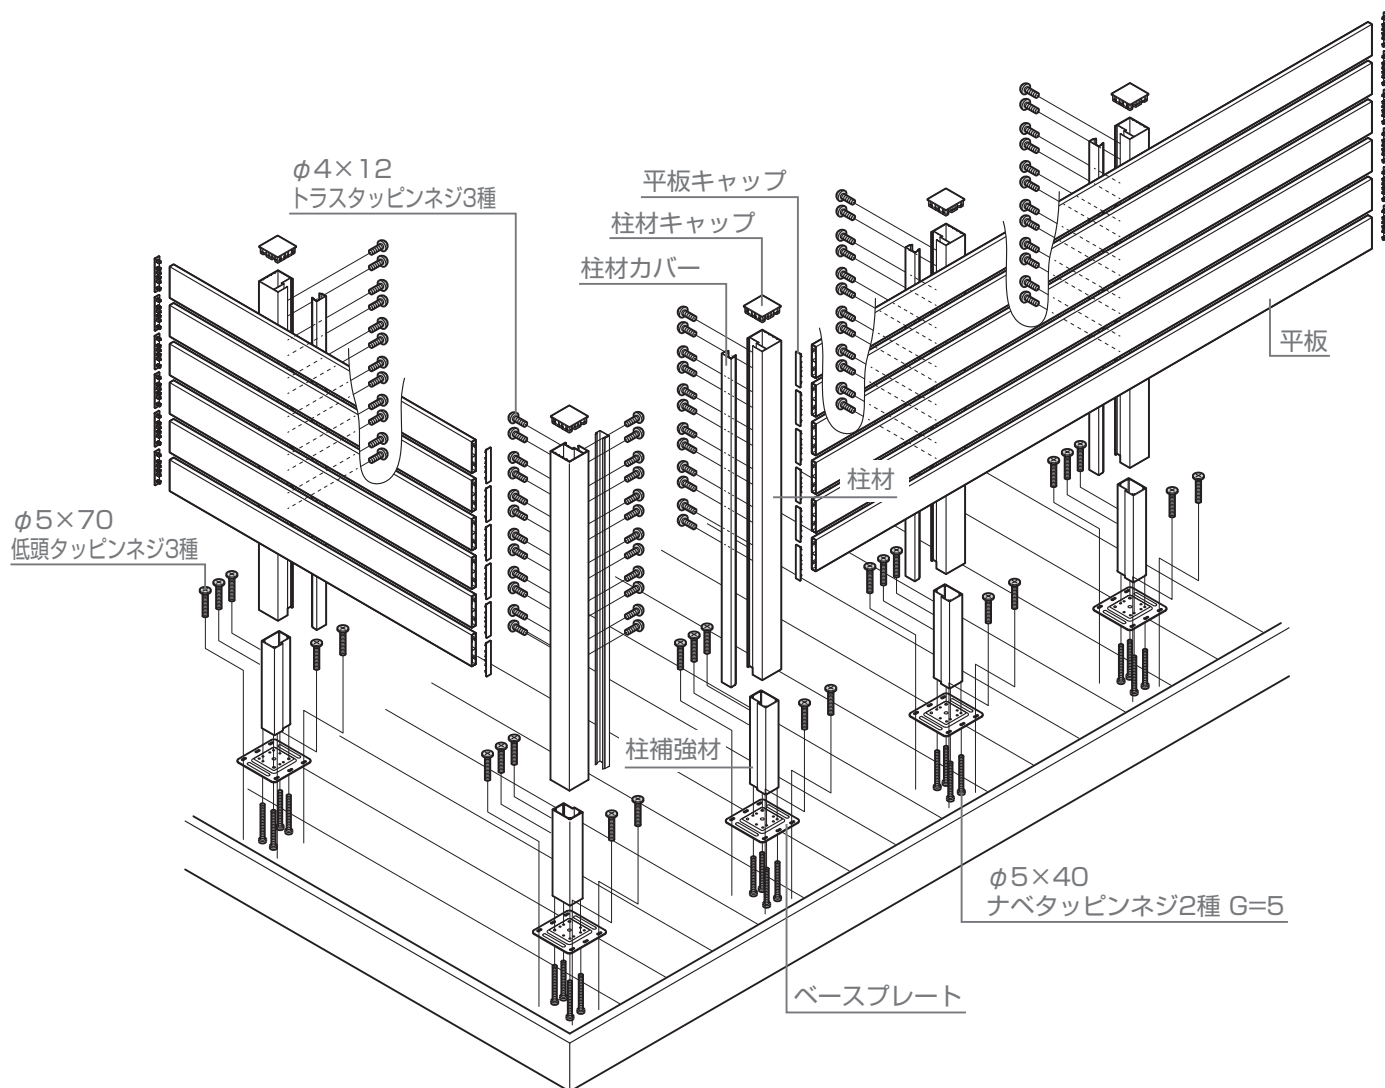 φ4×12
トラスタッピンネジ3種
平板キャップ
柱材キャップ
柱材カバー
平板
柱材
φ5×70
低頭タッピンネジ3種
柱補強材
φ5×40
ナベタッピンネジ2種 G=5
ベースプレート